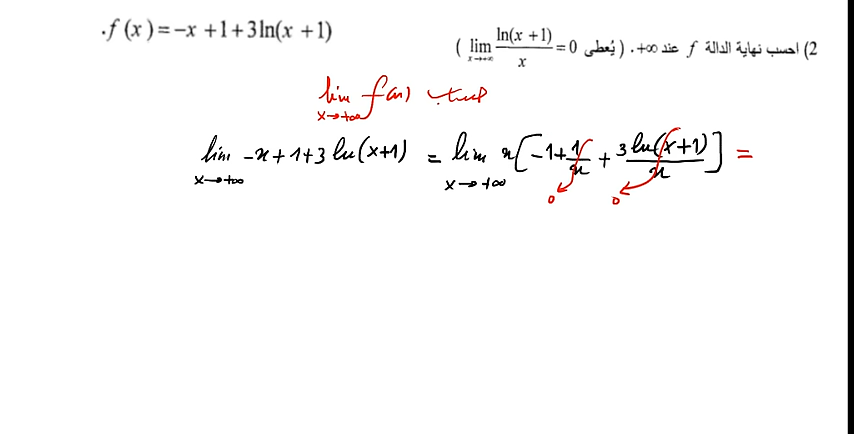 .f (x) = −x + 1 + 3ln(x + 1)
2) احسب نهاية الدالة f عند +∞. ( يُعطى lim_{x→+∞} ln(x + 1)/x = 0 )
lim_{x→+∞} f(x) حساب
lim_{x→+∞} -x + 1 + 3 ln(x+1) = lim_{x→+∞} x[-1 + 1/x + 3 ln(x+1)/x] =
0 0